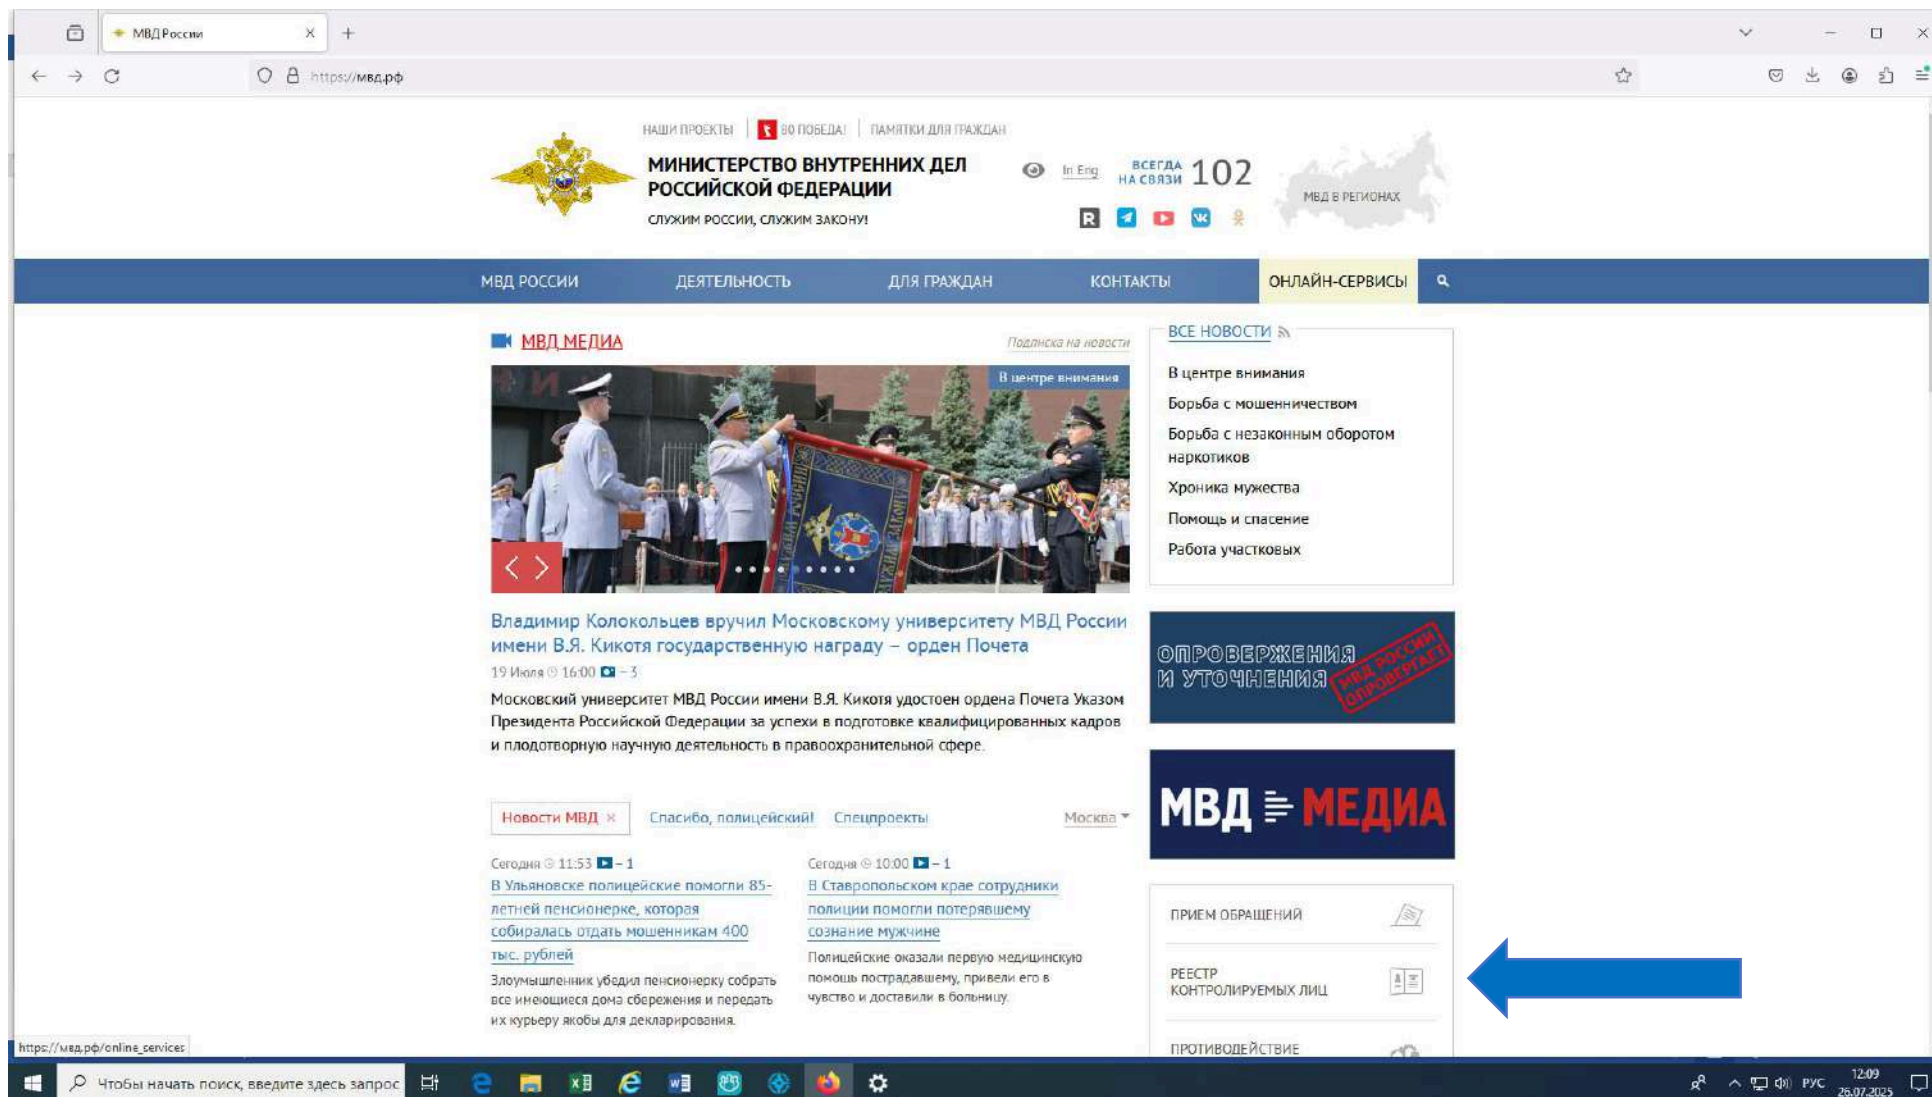 МВД России
https://мвд.рф
НАШИ ПРОЕКТЫ
80 ПОБЕДА!
ПАМЯТКИ ДЛЯ ГРАЖДАН
МИНИСТЕРСТВО ВНУТРЕННИХ ДЕЛ
РОССИЙСКОЙ ФЕДЕРАЦИИ
СЛУЖИМ РОССИИ, СЛУЖИМ ЗАКОНУ!
In Eng
ВСЕГДА
НА СВЯЗИ
102
МВД В РЕГИОНАХ
МВД РОССИИ
ДЕЯТЕЛЬНОСТЬ
ДЛЯ ГРАЖДАН
КОНТАКТЫ
ОНЛАЙН-СЕРВИСЫ
МВД МЕДИА
Подписка на новости
В центре внимания
Владимир Колокольцев вручил Московскому университету МВД России
имени В.Я. Кикотя государственную награду – орден Почета
19 Июля 16:00 – 3
Московский университет МВД России имени В.Я. Кикотя удостоен ордена Почета Указом
Президента Российской Федерации за успехи в подготовке квалифицированных кадров
и плодотворную научную деятельность в правоохранительной сфере.
Новости МВД ×
Спасибо, полицейский!
Спецпроекты
Москва
Сегодня 11:53 – 1
В Ульяновске полицейские помогли 85-
летней пенсионерке, которая
собиралась отдать мошенникам 400
тыс. рублей
Злоумышленник убедил пенсионерку собрать
все имеющиеся дома сбережения и передать
их курьеру якобы для декларирования.
Сегодня 10:00 – 1
В Ставропольском крае сотрудники
полиции помогли потерявшему
сознание мужчине
Полицейские оказали первую медицинскую
помощь пострадавшему, привели его в
чувство и доставили в больницу.
ВСЕ НОВОСТИ
В центре внимания
Борьба с мошенничеством
Борьба с незаконным оборотом
наркотиков
Хроника мужества
Помощь и спасение
Работа участковых
ОПРОВЕРЖЕНИЯ
И УТОЧНЕНИЯ
МВД РОССИИ
ОПРОВЕРГАЕТ
МВД МЕДИА
ПРИЕМ ОБРАЩЕНИЙ
РЕЕСТР
КОНТРОЛИРУЕМЫХ ЛИЦ
ПРОТИВОДЕЙСТВИЕ
https://мвд.рф/online_services
Чтобы начать поиск, введите здесь запрос
РУС
12:09
26.07.2025